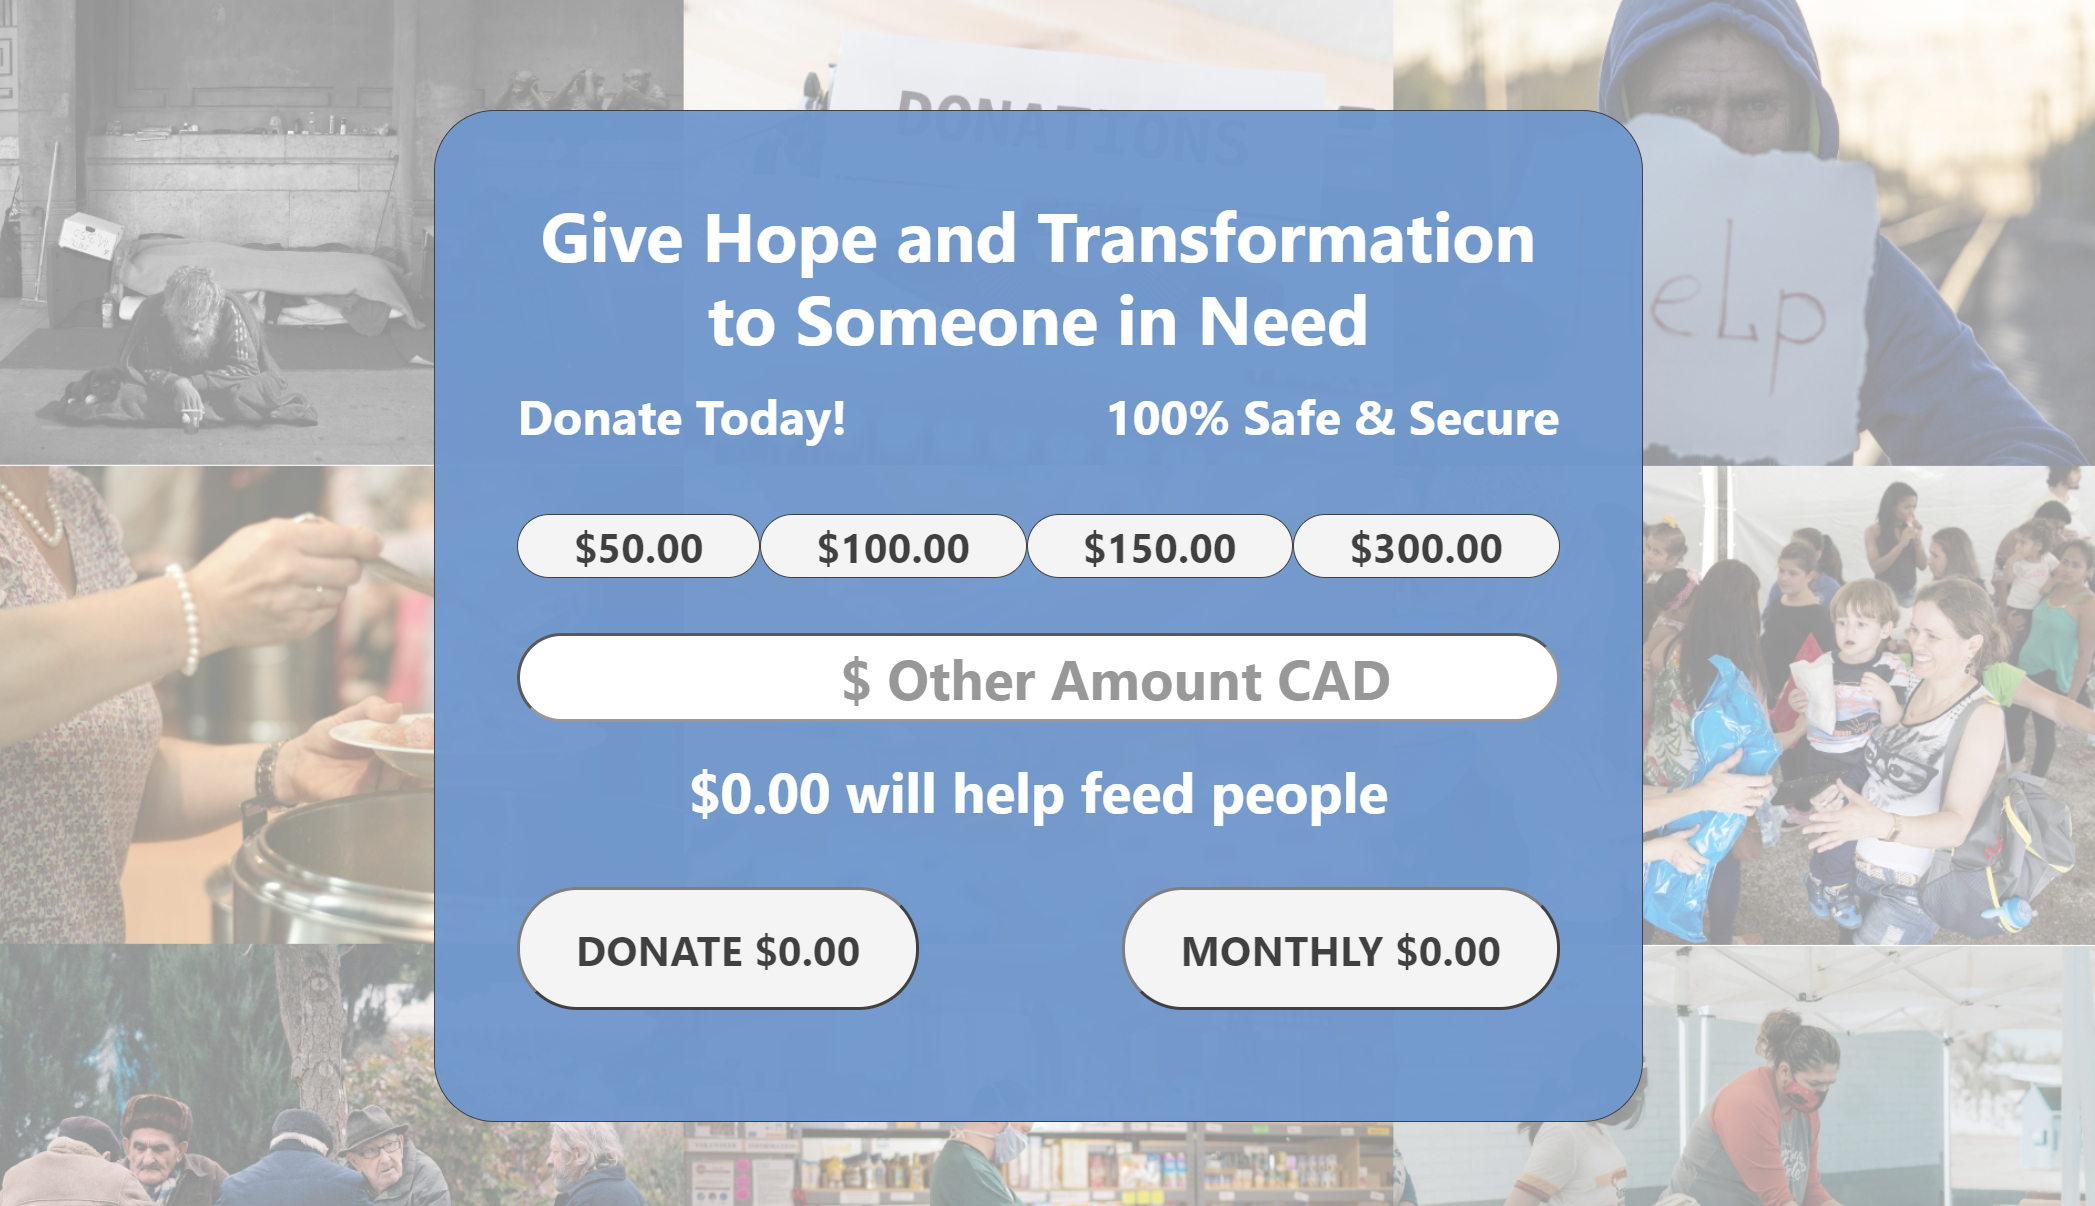 DONATIONS
Give Hope and Transformation
to Someone in Need
Donate Today! 100% Safe & Secure
eLp
$50.00 $100.00 $150.00 $300.00
$ Other Amount CAD
$0.00 will help feed people
DONATE $0.00 MONTHLY $0.00